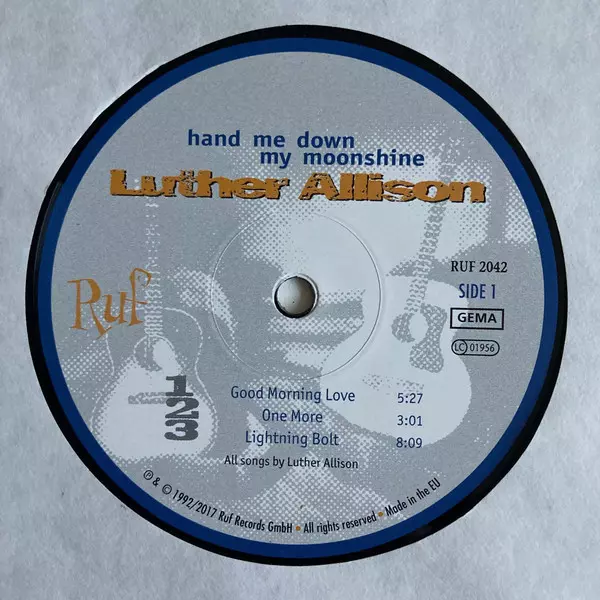 hand me down
my moonshine
Luther Allison
Ruf
RUF 2042
SIDE 1
GEMA
LC 01956
1 Good Morning Love 5:27
2 One More 3:01
3 Lightning Bolt 8:09
All songs by Luther Allison
℗ & © 1992/2017 Ruf Records GmbH • All rights reserved • Made in the EU